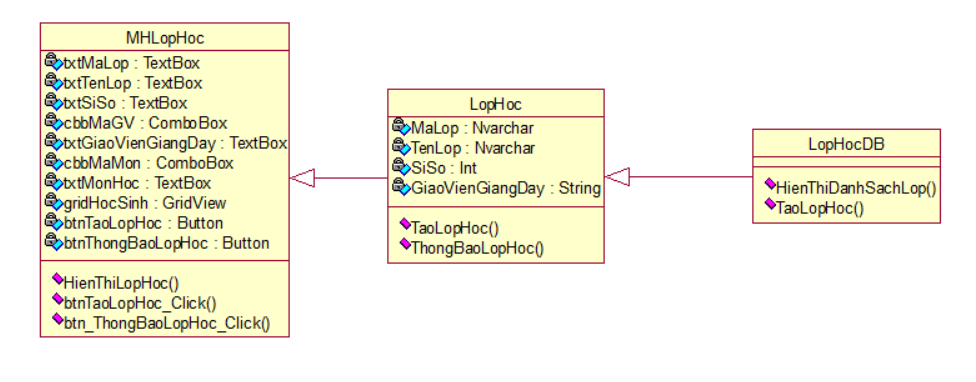 MHLopHoc
txtMaLop : TextBox
txtTenLop : TextBox
txtSiSo : TextBox
cbbMaGV : ComboBox
txtGiaoVienGiangDay : TextBox
cbbMaMon : ComboBox
txtMonHoc : TextBox
gridHocSinh : GridView
btnTaoLopHoc : Button
btnThongBaoLopHoc : Button
HienThiLopHoc()
btnTaoLopHoc_Click()
btn_ThongBaoLopHoc_Click()
LopHoc
MaLop : Nvarchar
TenLop : Nvarchar
SiSo : Int
GiaoVienGiangDay : String
TaoLopHoc()
ThongBaoLopHoc()
LopHocDB
HienThiDanhSachLop()
TaoLopHoc()